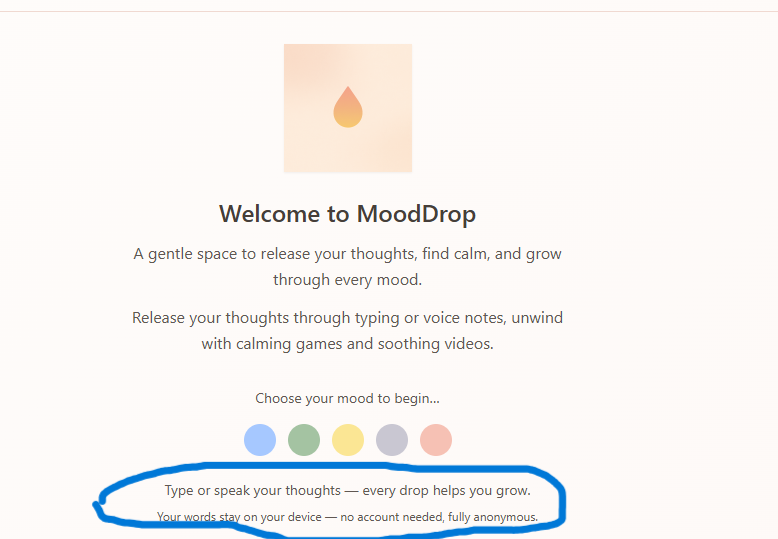 Welcome to MoodDrop
A gentle space to release your thoughts, find calm, and grow
through every mood.
Release your thoughts through typing or voice notes, unwind
with calming games and soothing videos.
Choose your mood to begin...
Type or speak your thoughts — every drop helps you grow.
Your words stay on your device — no account needed, fully anonymous.